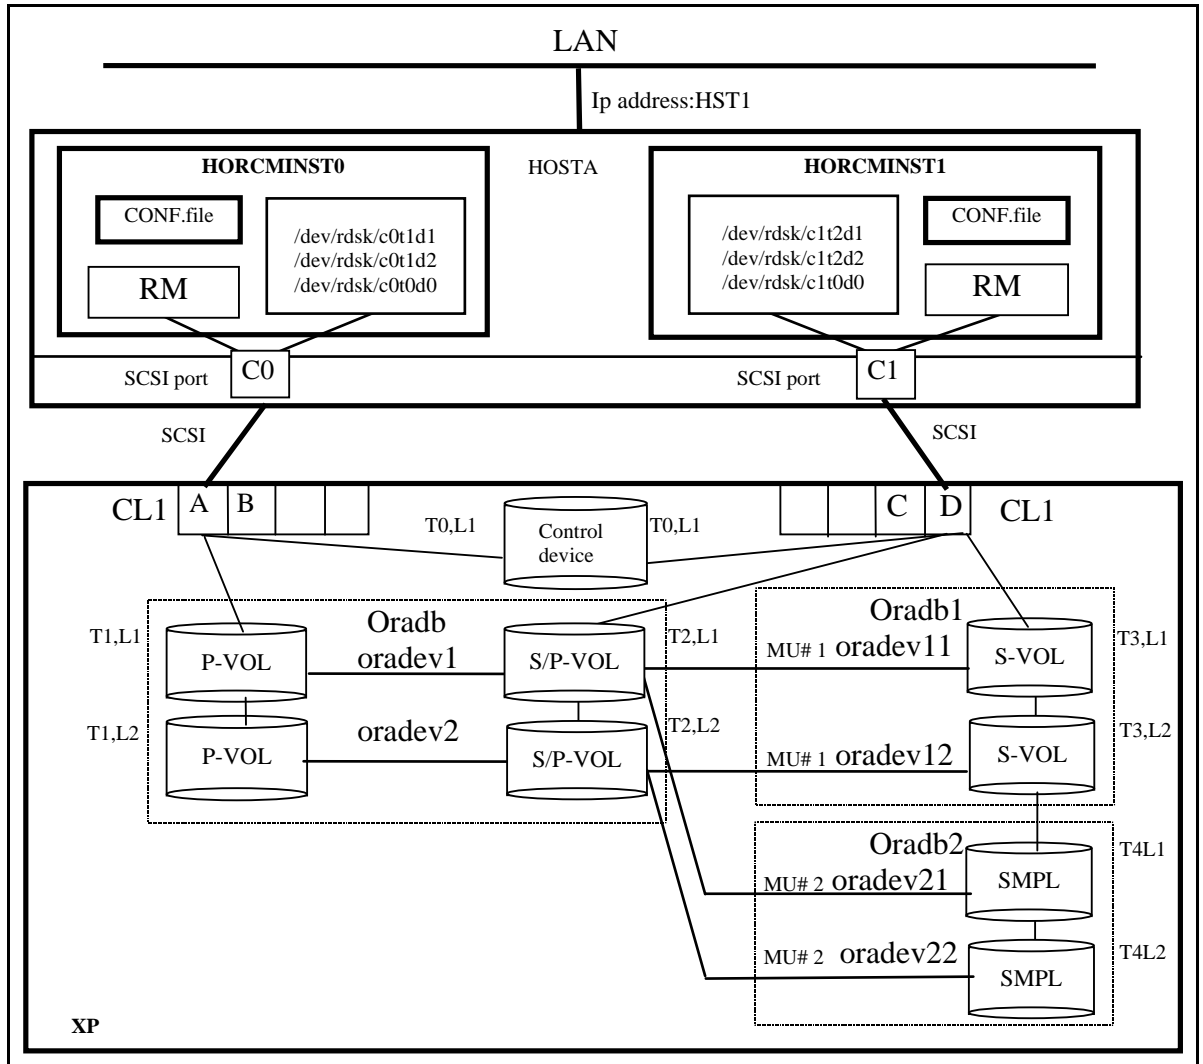 LAN
Ip address:HST1
HORCMINST0
HOSTA
HORCMINST1
CONF.file
/dev/rdsk/c0t1d1
/dev/rdsk/c0t1d2
/dev/rdsk/c0t0d0
RM
/dev/rdsk/c1t2d1
/dev/rdsk/c1t2d2
/dev/rdsk/c1t0d0
CONF.file
RM
SCSI port
C0
SCSI port
C1
SCSI
SCSI
CL1
A
B
C
D
CL1
T0,L1
Control
device
T0,L1
Oradb
oradev1
T1,L1
P-VOL
S/P-VOL
T2,L1
Oradb1
MU# 1 oradev11
S-VOL
T3,L1
T1,L2
P-VOL
oradev2
S/P-VOL
T2,L2
MU# 1 oradev12
S-VOL
T3,L2
Oradb2
MU# 2 oradev21
SMPL
T4L1
MU# 2 oradev22
SMPL
T4L2
XP